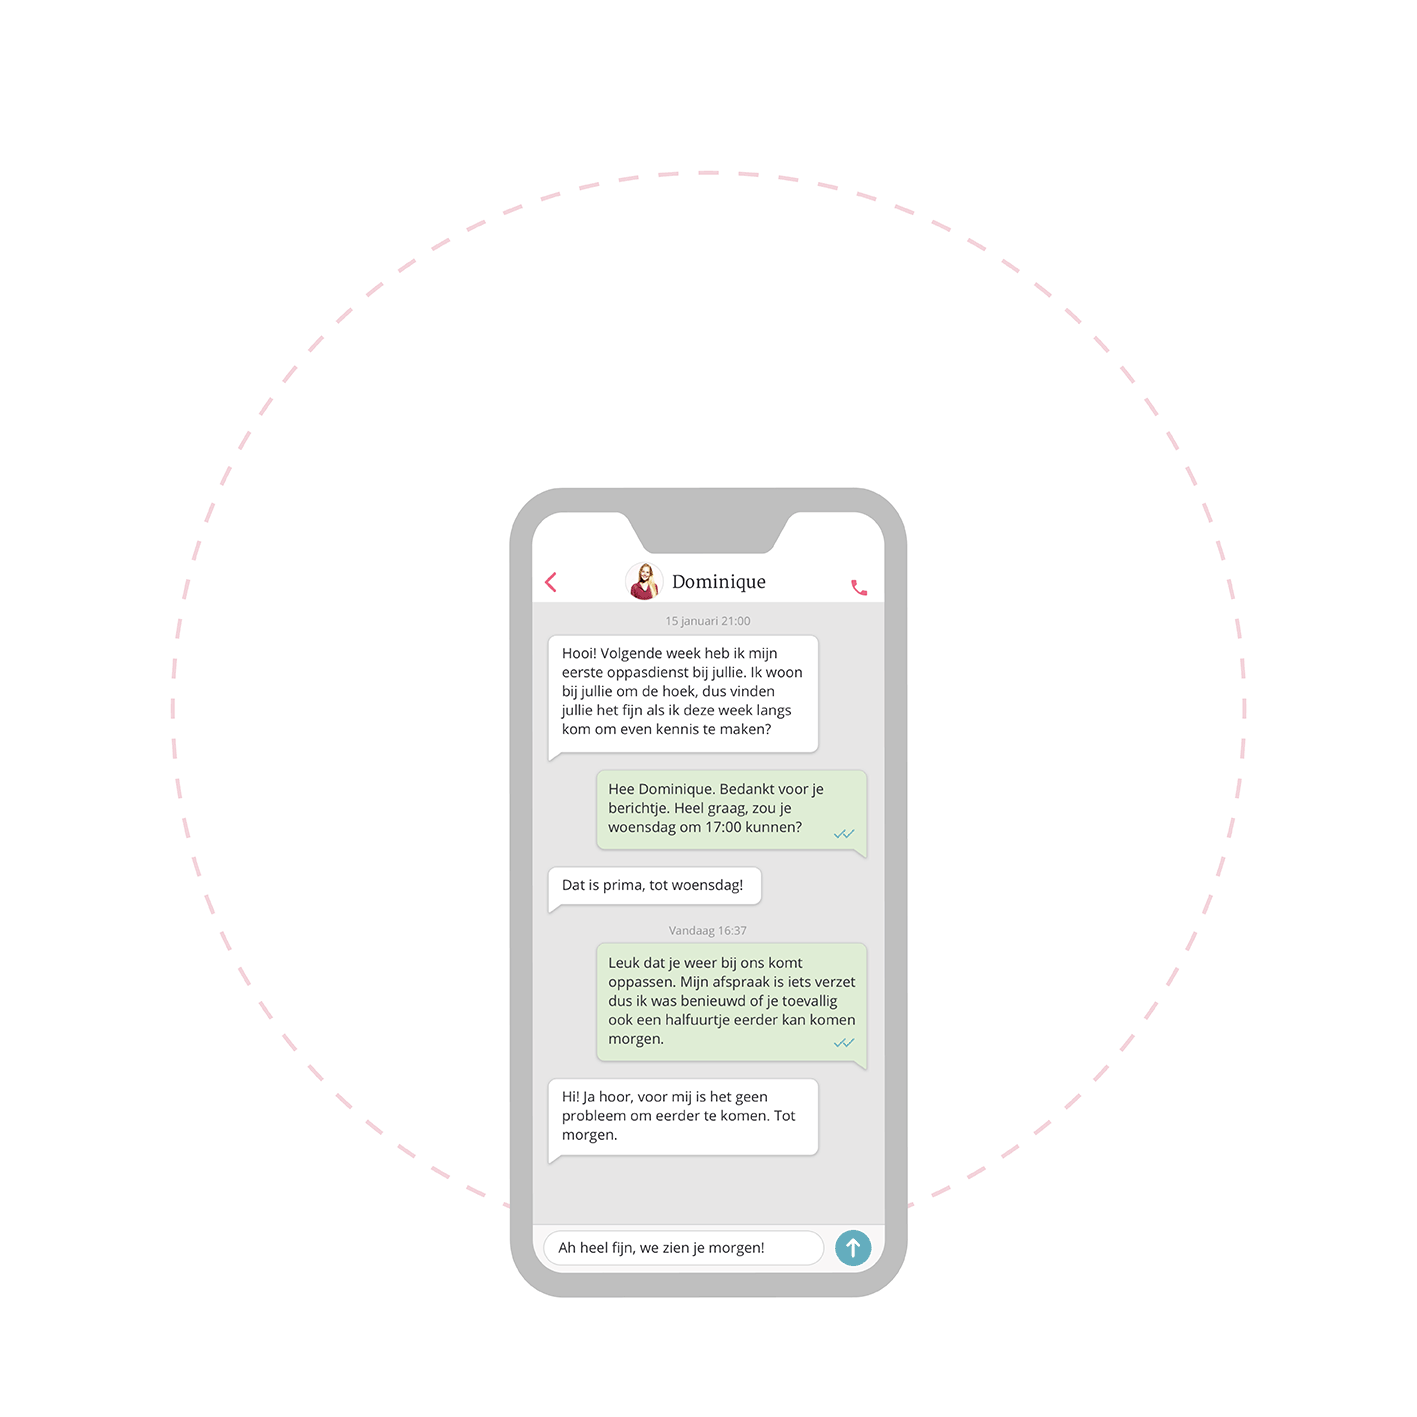 Dominique
15 januari 21:00
Hooi! Volgende week heb ik mijn
eerste oppasdienst bij jullie. Ik woon
bij jullie om de hoek, dus vinden
jullie het fijn als ik deze week langs
kom om even kennis te maken?
Hee Dominique. Bedankt voor je
berichtje. Heel graag, zou je
woensdag om 17:00 kunnen?
Dat is prima, tot woensdag!
Vandaag 16:37
Leuk dat je weer bij ons komt
oppassen. Mijn afspraak is iets verzet
dus ik was benieuwd of je toevallig
ook een halfuurtje eerder kan komen
morgen.
Hi! Ja hoor, voor mij is het geen
probleem om eerder te komen. Tot
morgen.
Ah heel fijn, we zien je morgen!